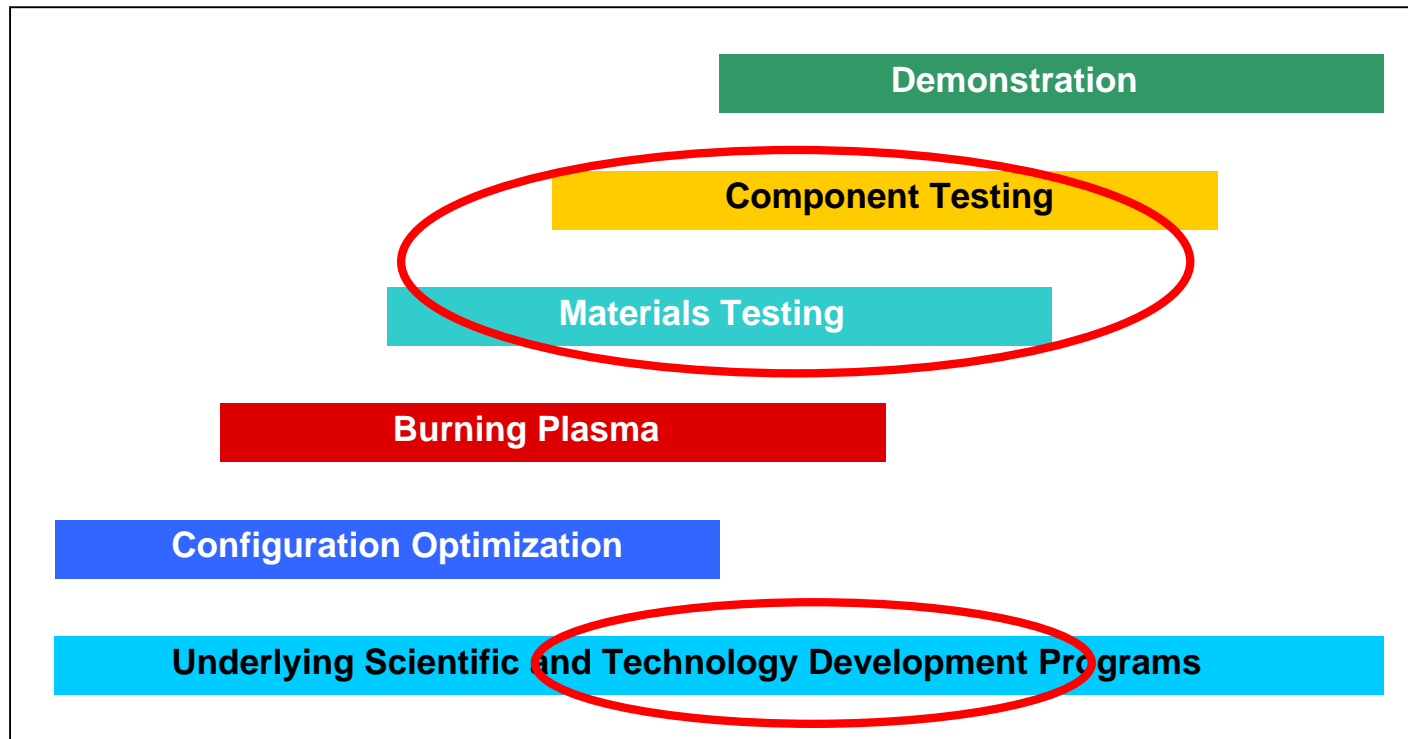 Demonstration
Component Testing
Materials Testing
Burning Plasma
Configuration Optimization
Underlying Scientific and Technology Development Programs